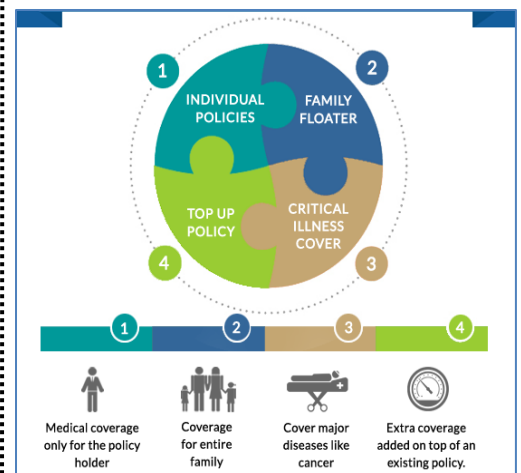 1
2
INDIVIDUAL
POLICIES
FAMILY
FLOATER
TOP UP
POLICY
CRITICAL
ILLNESS
COVER
4
3
1
2
3
4
Medical coverage
only for the policy
holder
Coverage
for entire
family
Cover major
diseases like
cancer
Extra coverage
added on top of an
existing policy.